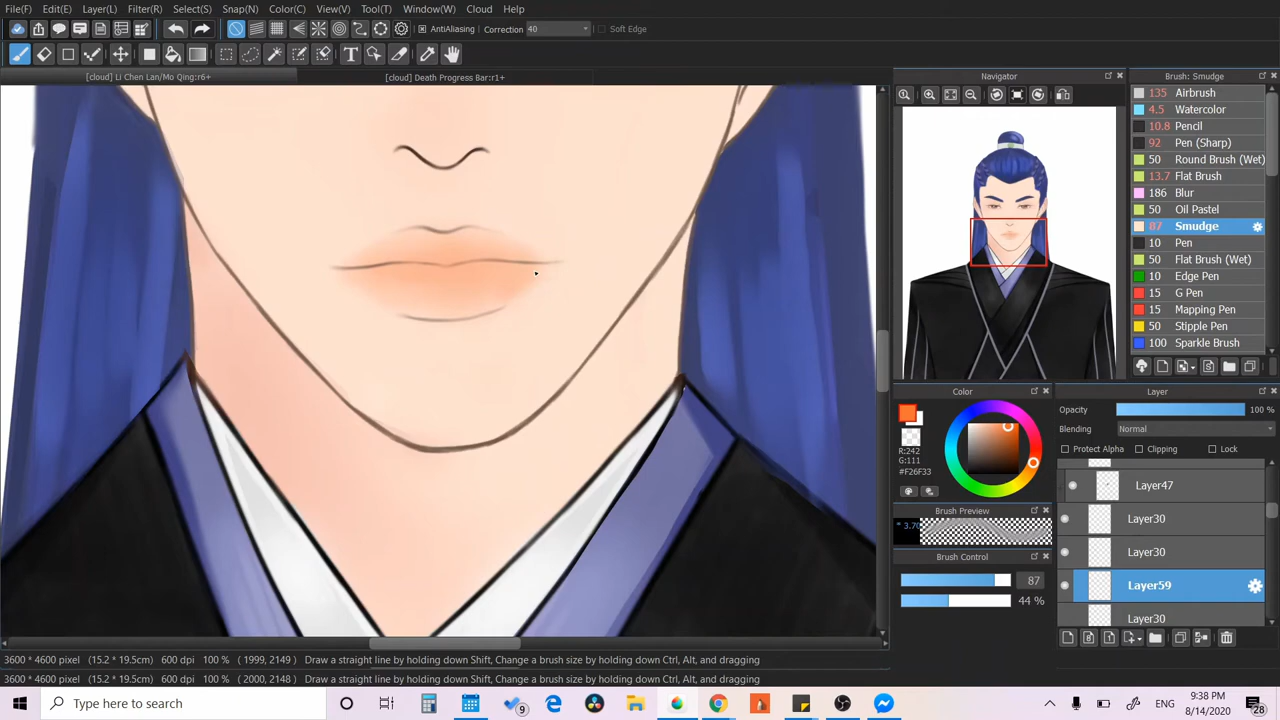 File(F) Edit(E) Layer(L) Filter(R) Select(S) Snap(N) Color(C) View(V) Tool(T) Window(W) Cloud Help
AntiAliasing Correction 40 Soft Edge
[cloud] Li Chen Lan/Mo Qing:r6+ [cloud] Death Progress Bar:r1+
Navigator
Brush: Smudge
135 Airbrush
4.5 Watercolor
10.8 Pencil
92 Pen (Sharp)
50 Round Brush (Wet)
13.7 Flat Brush
186 Blur
50 Oil Pastel
87 Smudge
10 Pen
50 Flat Brush (Wet)
10 Edge Pen
15 G Pen
15 Mapping Pen
50 Stipple Pen
100 Sparkle Brush
Color
R:242
G:111
#F26F33
Brush Preview
* 3.70
Brush Control
87
44 %
Layer
Opacity 100 %
Blending Normal
Protect Alpha Clipping Lock
Layer47
Layer30
Layer30
Layer59
Layer30
3600 * 4600 pixel (15.2 * 19.5cm) 600 dpi 100 % ( 1999, 2149 ) Draw a straight line by holding down Shift, Change a brush size by holding down Ctrl, Alt, and dragging
3600 * 4600 pixel (15.2 * 19.5cm) 600 dpi 100 % ( 2000, 2148 ) Draw a straight line by holding down Shift, Change a brush size by holding down Ctrl, Alt, and dragging
Type here to search
9
ENG
9:38 PM
8/14/2020
28